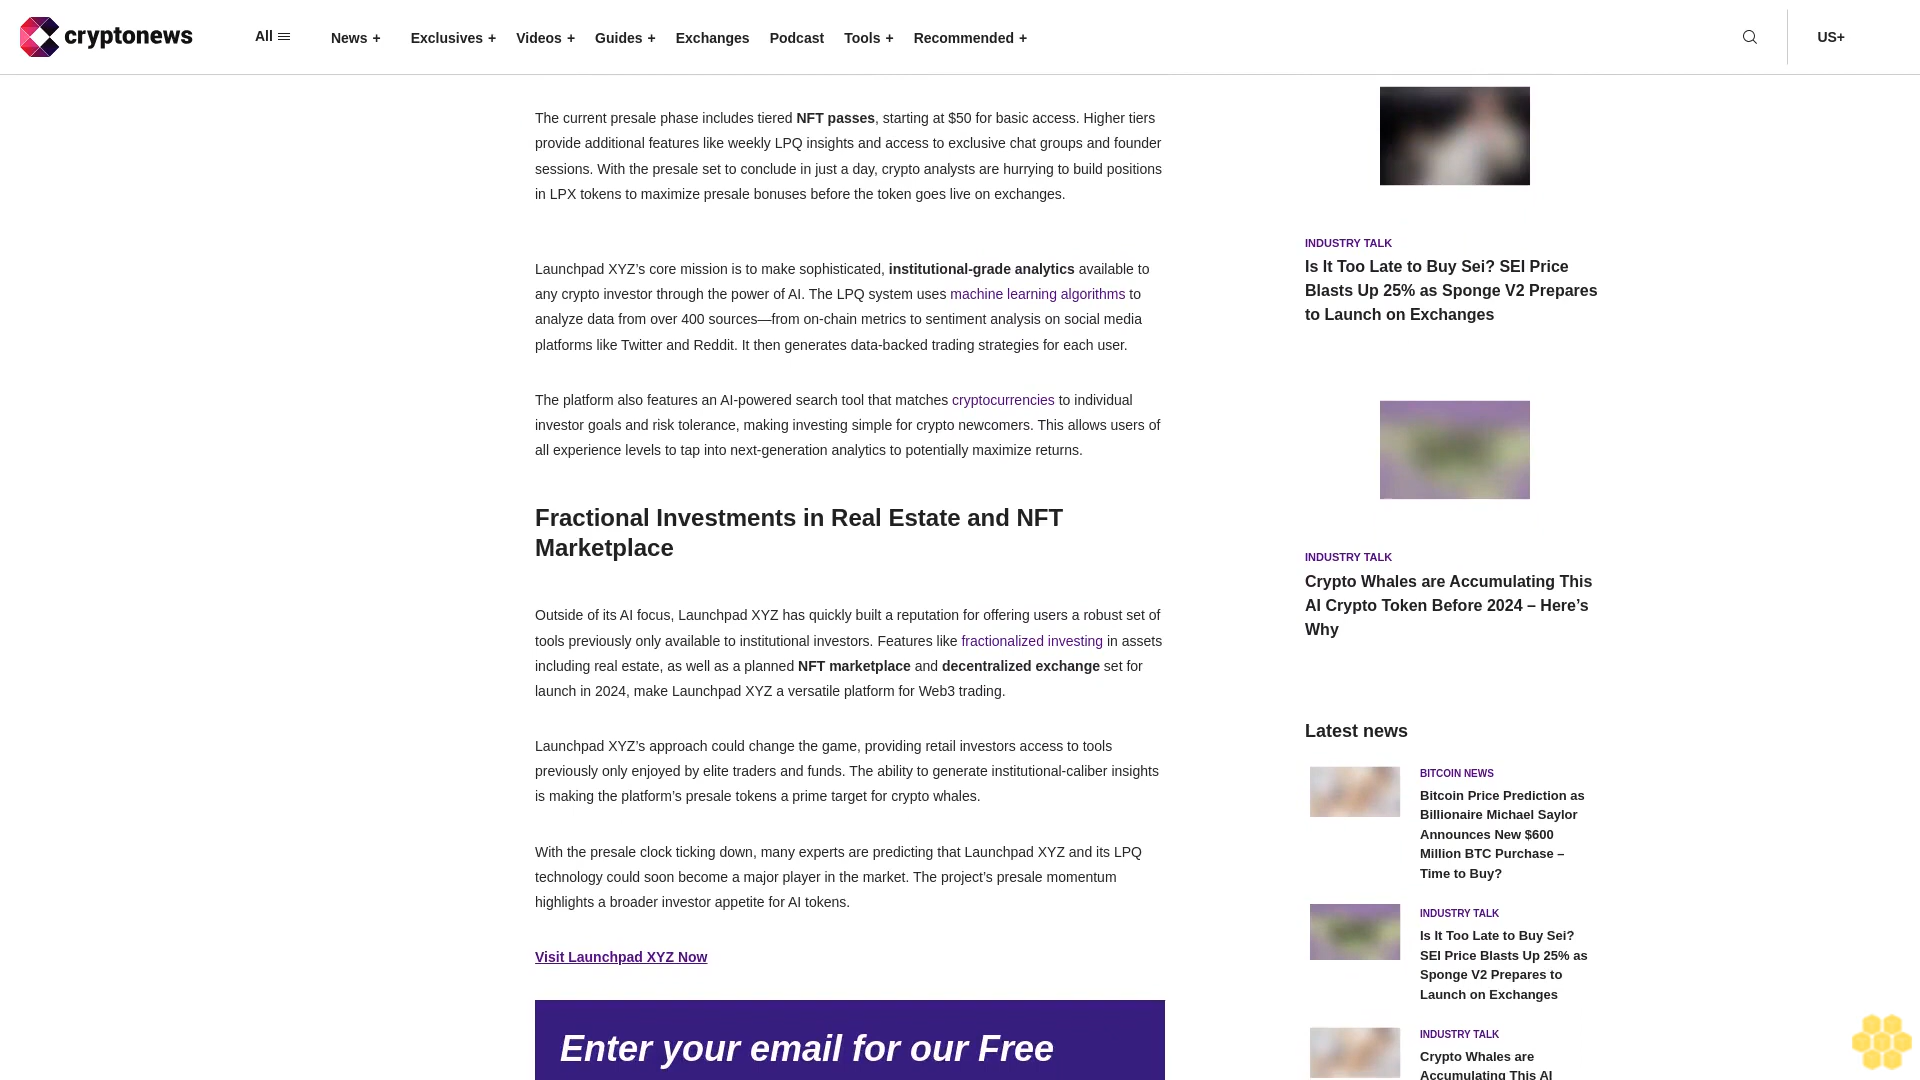 cryptonews
All
News +
Exclusives +
Videos +
Guides +
Exchanges
Podcast
Tools +
Recommended +
US+
The current presale phase includes tiered NFT passes, starting at $50 for basic access. Higher tiers
provide additional features like weekly LPQ insights and access to exclusive chat groups and founder
sessions. With the presale set to conclude in just a day, crypto analysts are hurrying to build positions
in LPX tokens to maximize presale bonuses before the token goes live on exchanges.
Launchpad XYZ’s core mission is to make sophisticated, institutional-grade analytics available to
any crypto investor through the power of AI. The LPQ system uses machine learning algorithms to
analyze data from over 400 sources—from on-chain metrics to sentiment analysis on social media
platforms like Twitter and Reddit. It then generates data-backed trading strategies for each user.
The platform also features an AI-powered search tool that matches cryptocurrencies to individual
investor goals and risk tolerance, making investing simple for crypto newcomers. This allows users of
all experience levels to tap into next-generation analytics to potentially maximize returns.
Fractional Investments in Real Estate and NFT
Marketplace
Outside of its AI focus, Launchpad XYZ has quickly built a reputation for offering users a robust set of
tools previously only available to institutional investors. Features like fractionalized investing in assets
including real estate, as well as a planned NFT marketplace and decentralized exchange set for
launch in 2024, make Launchpad XYZ a versatile platform for Web3 trading.
Launchpad XYZ’s approach could change the game, providing retail investors access to tools
previously only enjoyed by elite traders and funds. The ability to generate institutional-caliber insights
is making the platform’s presale tokens a prime target for crypto whales.
With the presale clock ticking down, many experts are predicting that Launchpad XYZ and its LPQ
technology could soon become a major player in the market. The project’s presale momentum
highlights a broader investor appetite for AI tokens.
Visit Launchpad XYZ Now
Enter your email for our Free
INDUSTRY TALK
Is It Too Late to Buy Sei? SEI Price
Blasts Up 25% as Sponge V2 Prepares
to Launch on Exchanges
INDUSTRY TALK
Crypto Whales are Accumulating This
AI Crypto Token Before 2024 – Here’s
Why
Latest news
BITCOIN NEWS
Bitcoin Price Prediction as
Billionaire Michael Saylor
Announces New $600
Million BTC Purchase –
Time to Buy?
INDUSTRY TALK
Is It Too Late to Buy Sei?
SEI Price Blasts Up 25% as
Sponge V2 Prepares to
Launch on Exchanges
INDUSTRY TALK
Crypto Whales are
Accumulating This AI